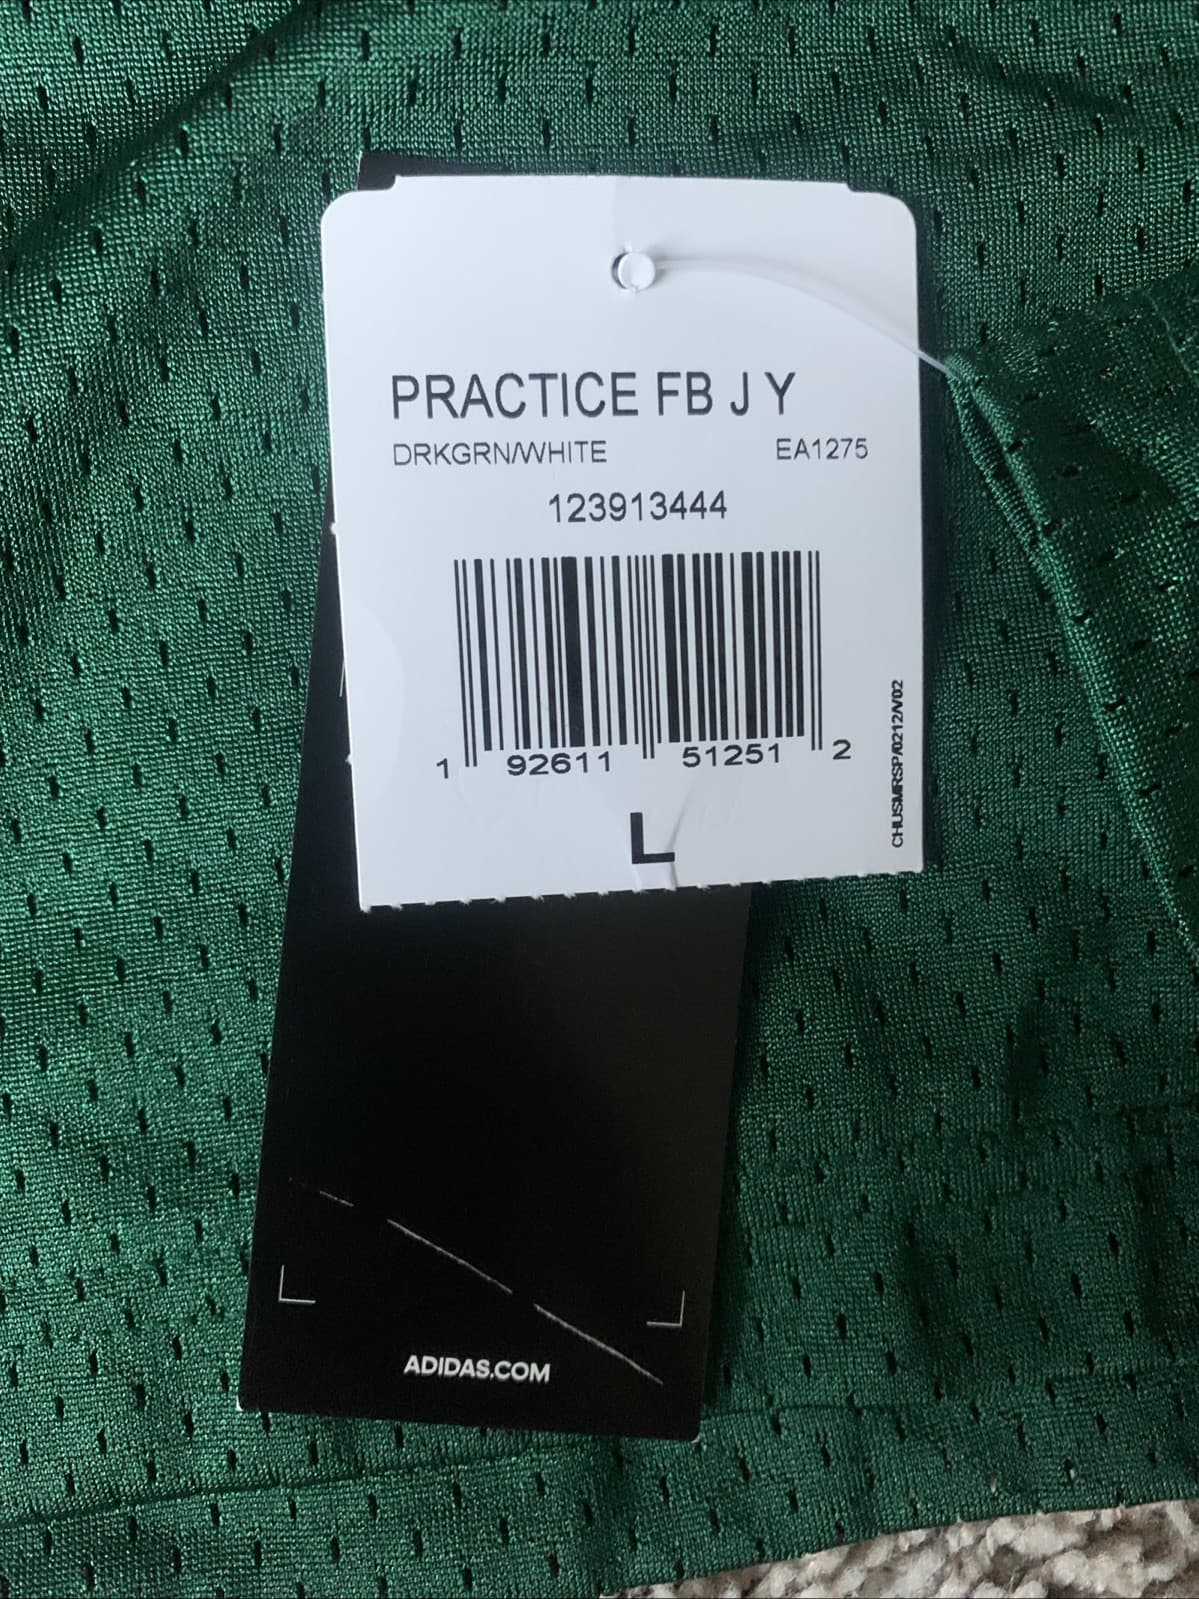 PRACTICE FB J Y
DRKGRN/WHITE EA1275
123913444
1 92611 51251 2
L
CHUSMRSP/0212/V02
ADIDAS.COM